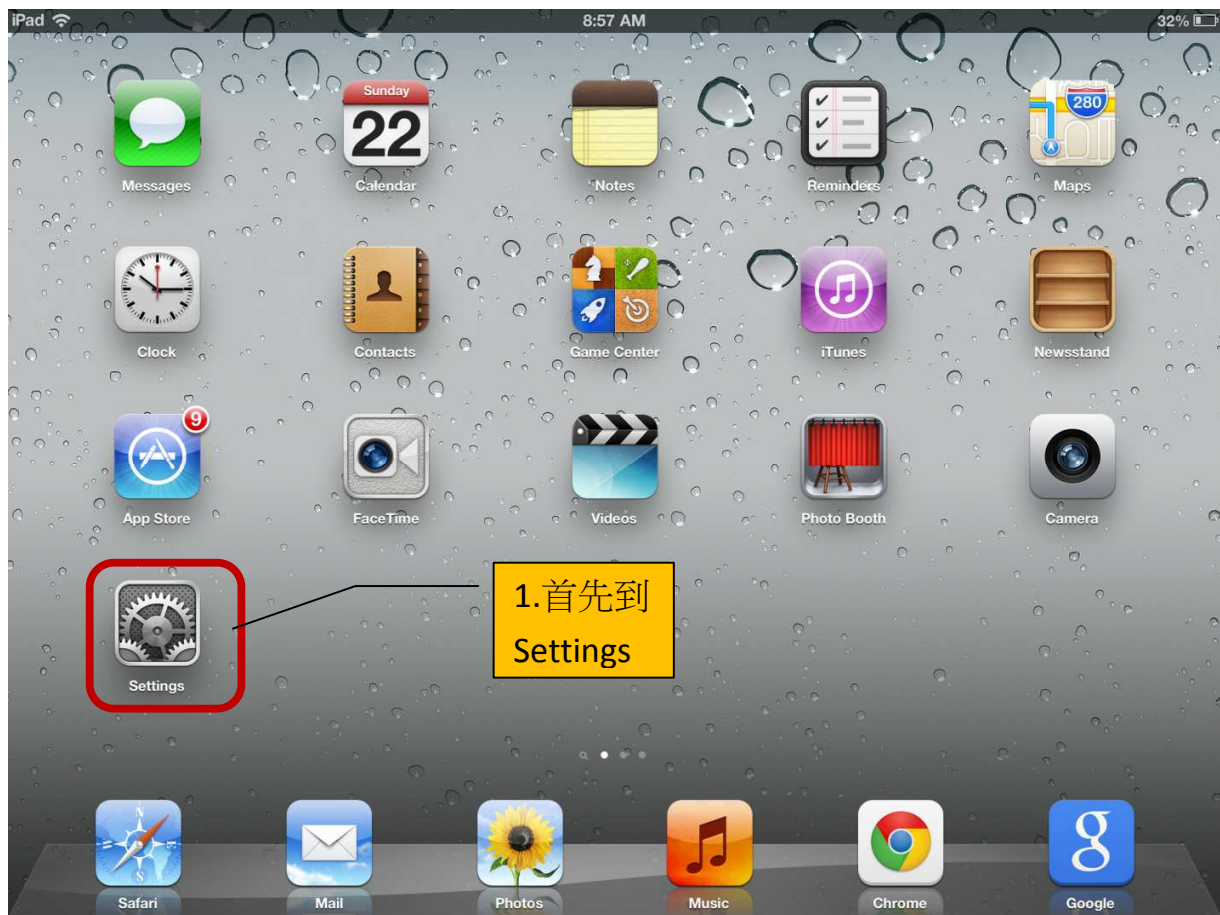 iPad 8:57 AM 32%
Sunday 280
22
Messages Calendar Notes Reminders Maps
Clock Contacts Game Center iTunes Newsstand
9
App Store FaceTime Videos Photo Booth Camera
1.首先到
Settings
Settings
N
S
Safari Mail Photos Music Chrome Google
g